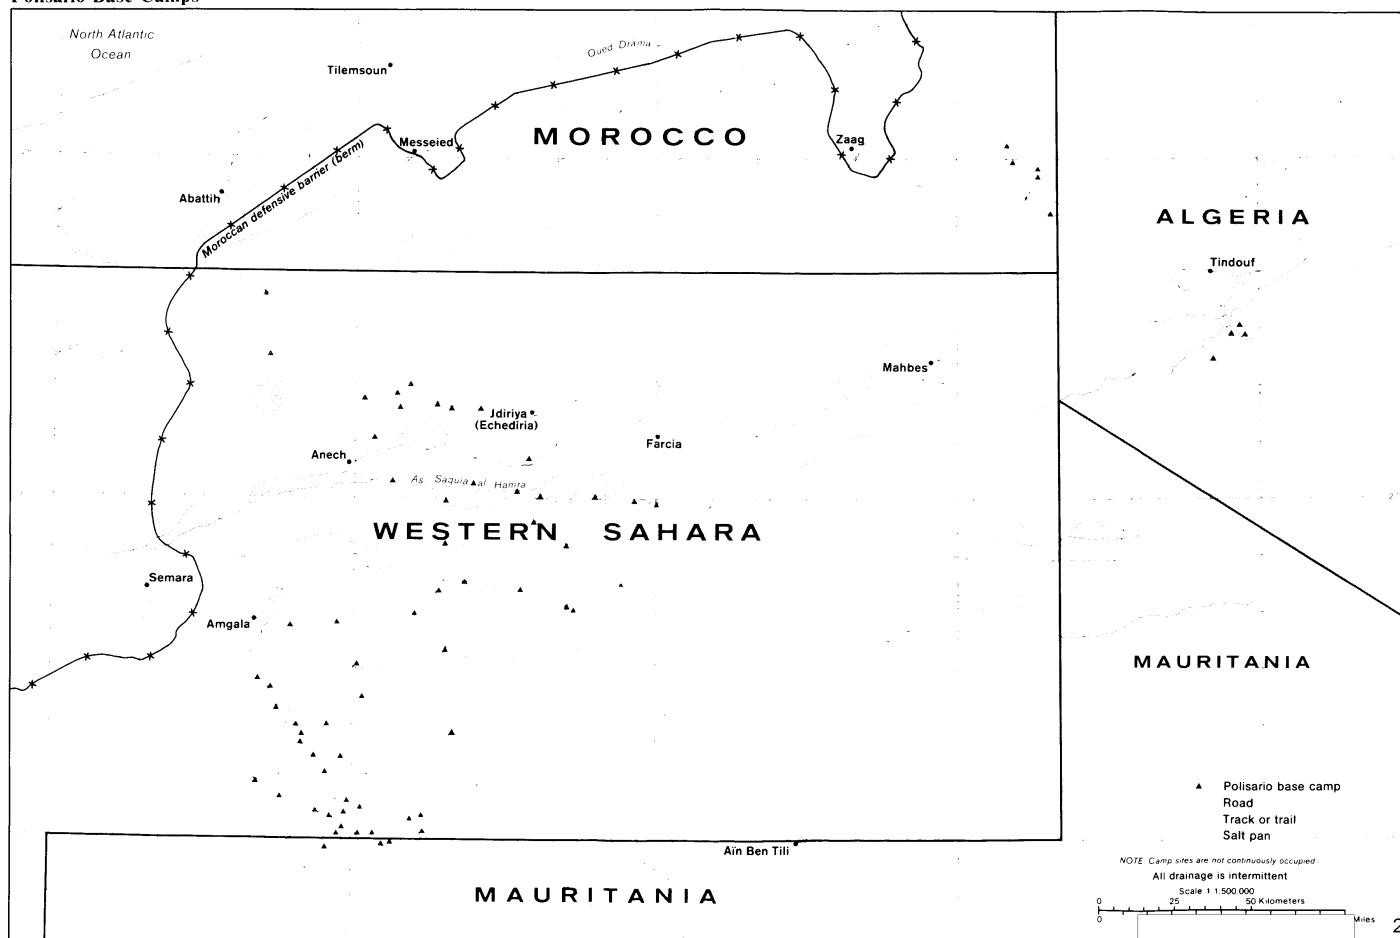 Polisario Base Camps
North Atlantic
Ocean
Tilemsoun
Oued Drâma
MOROCCO
Messeied
Zaag
Moroccan defensive barrier (berm)
Abattih
ALGERIA
Tindouf
Mahbes
Jdiriya
(Echediria)
Farcia
Anech
As Saquia al Hamra
WESTERN SAHARA
Semara
Amgala
MAURITANIA
Polisario base camp
Road
Track or trail
Salt pan
Aïn Ben Tili
NOTE: Camp sites are not continuously occupied
All drainage is intermittent
MAURITANIA
Scale 1 1:500.000
0 25 50 Kilometers
0 Miles
2